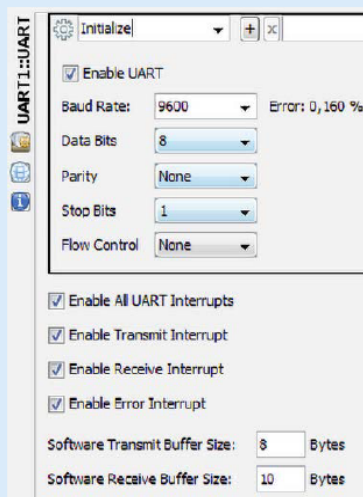 UART1::UART
Initialize + x
Enable UART
Baud Rate: 9600 Error: 0,160 %
Data Bits 8
Parity None
Stop Bits 1
Flow Control None
Enable All UART Interrupts
Enable Transmit Interrupt
Enable Receive Interrupt
Enable Error Interrupt
Software Transmit Buffer Size: 8 Bytes
Software Receive Buffer Size: 10 Bytes